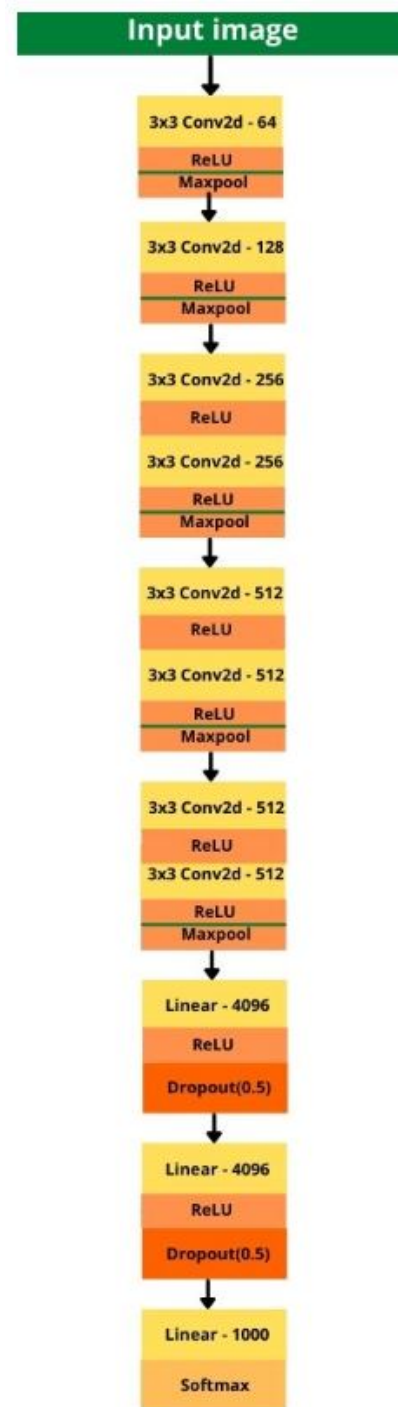 Input image
3x3 Conv2d - 64
ReLU
Maxpool
3x3 Conv2d - 128
ReLU
Maxpool
3x3 Conv2d - 256
ReLU
3x3 Conv2d - 256
ReLU
Maxpool
3x3 Conv2d - 512
ReLU
3x3 Conv2d - 512
ReLU
Maxpool
3x3 Conv2d - 512
ReLU
3x3 Conv2d - 512
ReLU
Maxpool
Linear - 4096
ReLU
Dropout(0.5)
Linear - 4096
ReLU
Dropout(0.5)
Linear - 1000
Softmax